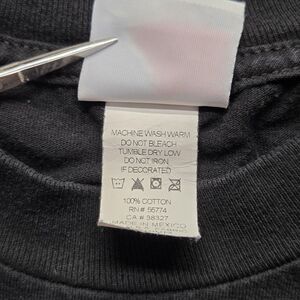 MACHINE WASH WARM
DO NOT BLEACH
TUMBLE DRY LOW
DO NOT IRON
IF DECORATED
100% COTTON
RN# 56774
CA# 58327
MADE IN MEXICO